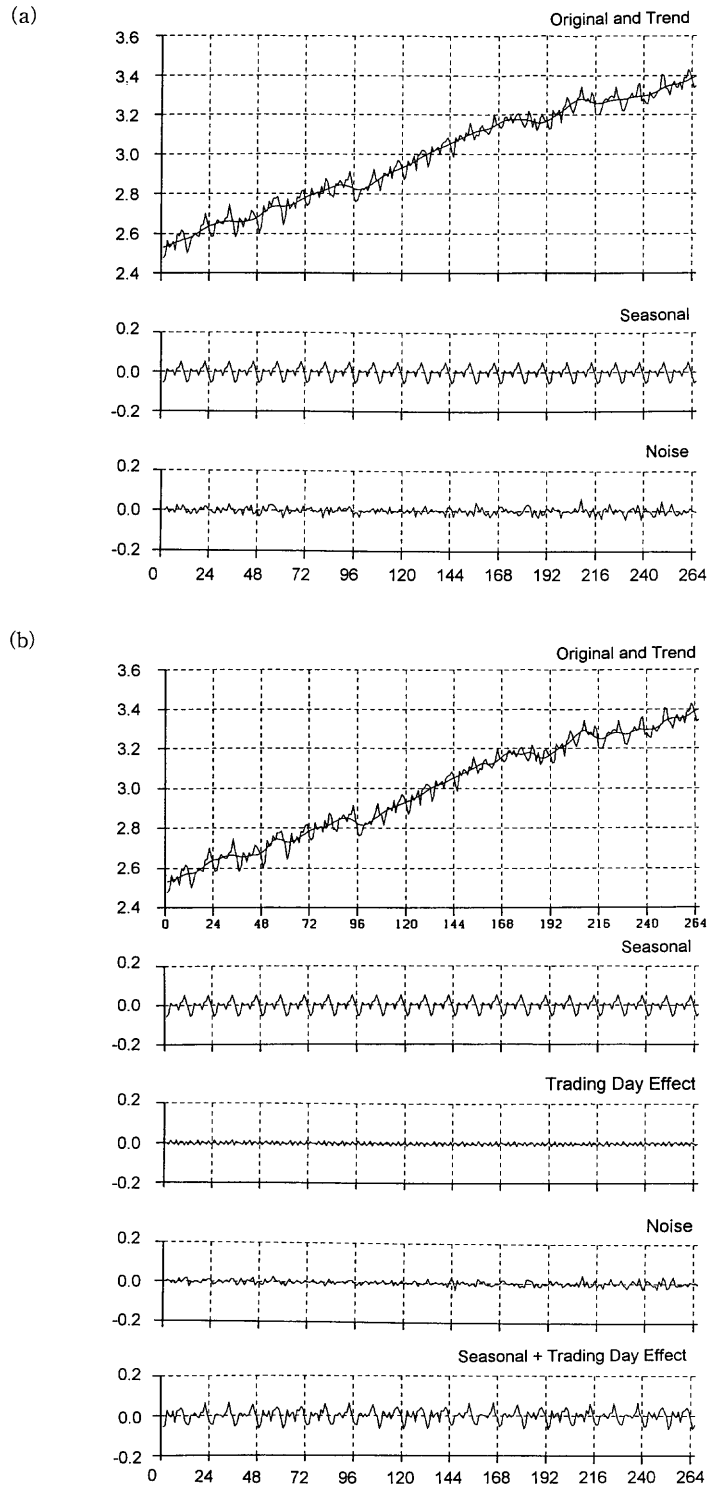 (a)
Original and Trend
3.6
3.4
3.2
3.0
2.8
2.6
2.4
Seasonal
0.2
0.0
-0.2
Noise
0.2
0.0
-0.2
0 24 48 72 96 120 144 168 192 216 240 264
(b)
Original and Trend
3.6
3.4
3.2
3.0
2.8
2.6
2.4
0 24 48 72 96 120 144 168 192 216 240 264
Seasonal
0.2
0.0
-0.2
Trading Day Effect
0.2
0.0
-0.2
Noise
0.2
0.0
-0.2
Seasonal + Trading Day Effect
0.2
0.0
-0.2
0 24 48 72 96 120 144 168 192 216 240 264